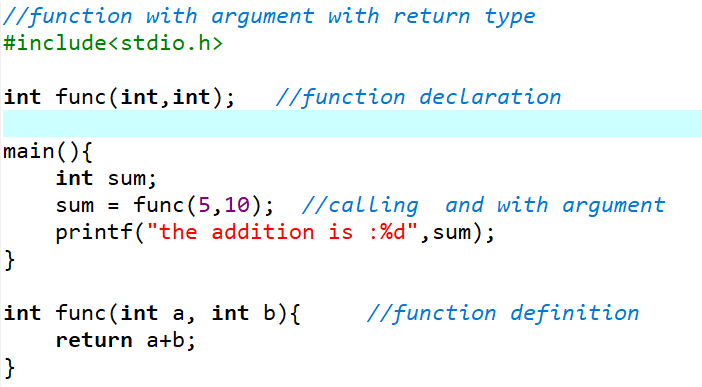 //function with argument with return type
#include<stdio.h>
int func(int,int);   //function declaration
main(){
    int sum;
    sum = func(5,10);  //calling  and with argument
    printf("the addition is :%d",sum);
}
int func(int a, int b){     //function definition
    return a+b;
}